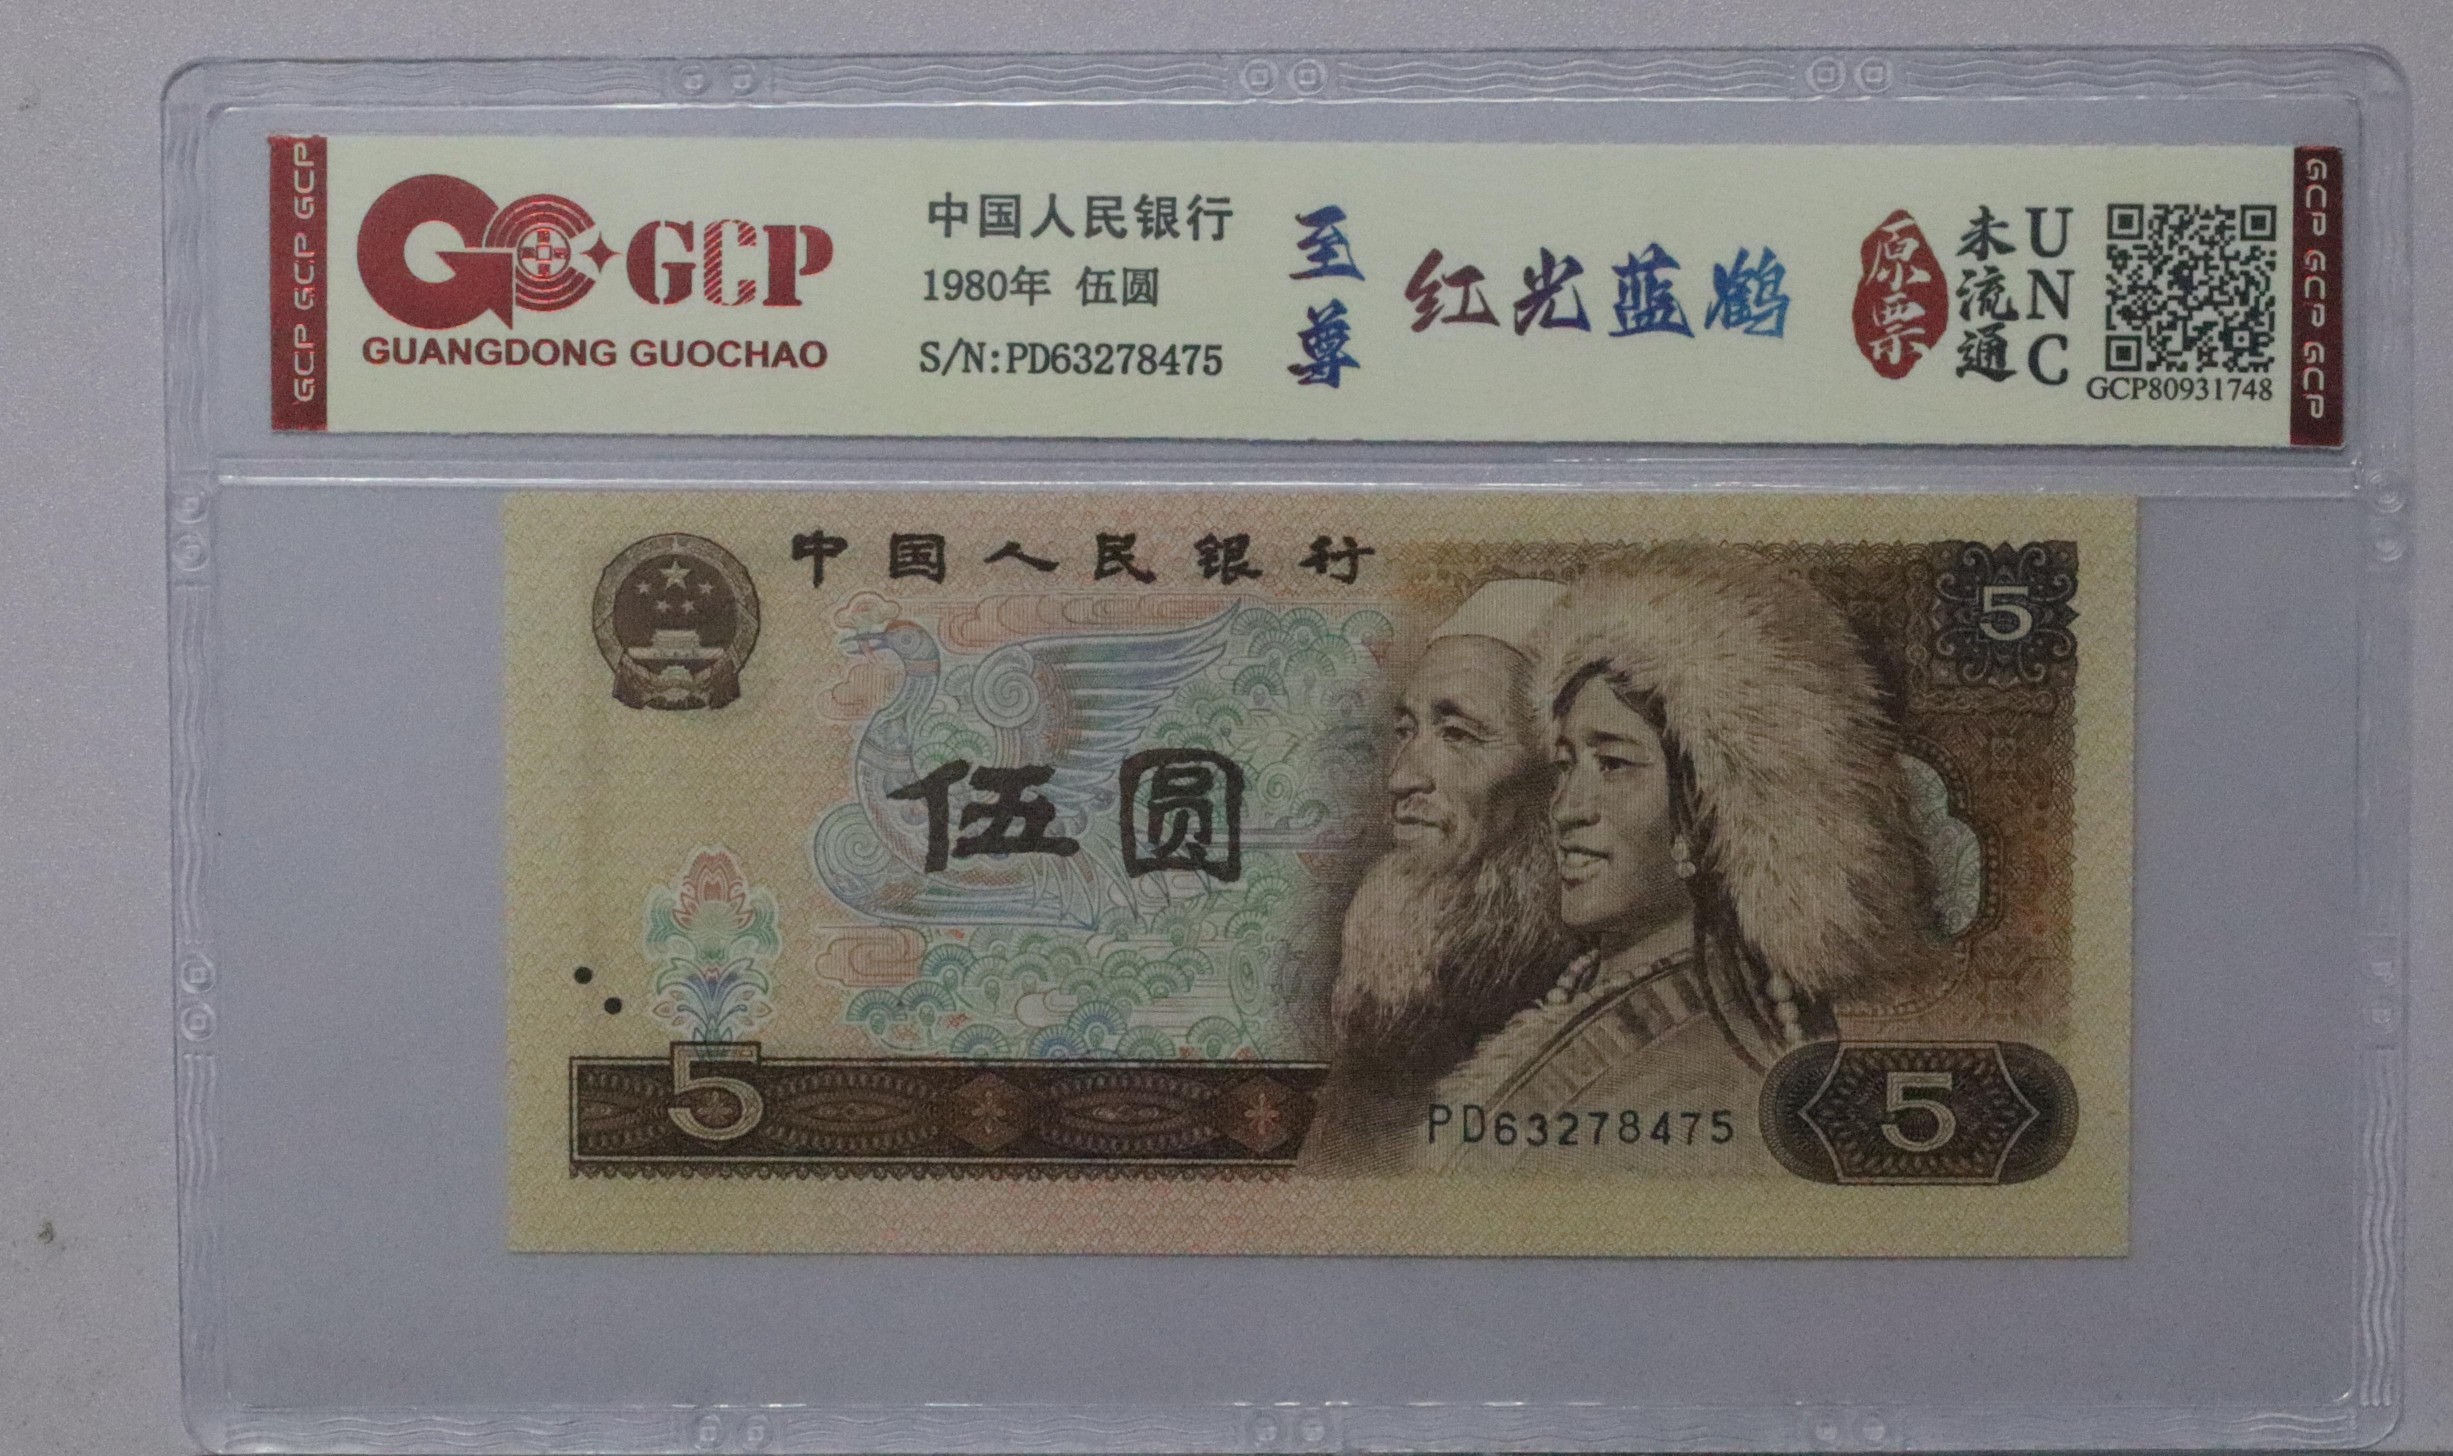 GCP GCP GCP
GCP
GUANGDONG GUOCHAO
中国人民银行
1980年 伍圆
S/N:PD63278475
至尊
红光蓝鹤
原票
未流通
UNC
GCP80931748
GCP GCP GCP
中国人民银行
5
伍圆
5
PD63278475
5